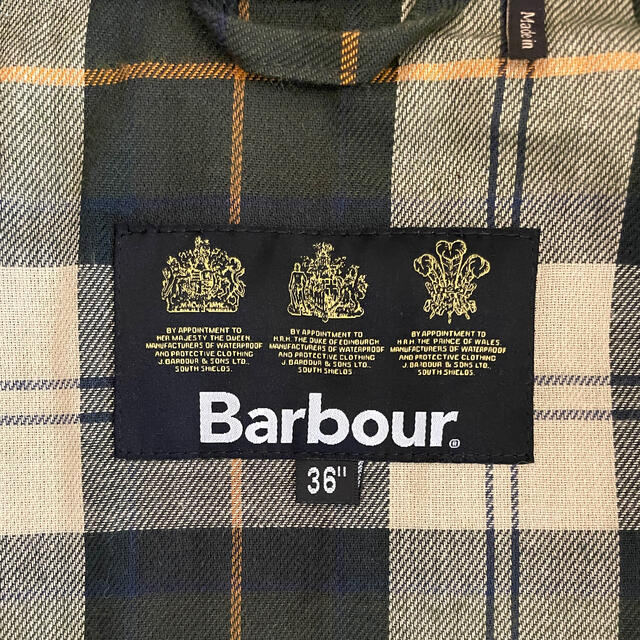 Made in
BY APPOINTMENT TO
HER MAJESTY THE QUEEN
MANUFACTURERS OF WATERPROOF
AND PROTECTIVE CLOTHING
J. BARBOUR & SONS LTD.,
SOUTH SHIELDS.
BY APPOINTMENT TO
H.R.H. THE DUKE OF EDINBURGH
MANUFACTURERS OF WATERPROOF
AND PROTECTIVE CLOTHING
J. BARBOUR & SONS LTD.,
SOUTH SHIELDS.
BY APPOINTMENT TO
H.R.H. THE PRINCE OF WALES
MANUFACTURERS OF WATERPROOF
AND PROTECTIVE CLOTHING
J. BARBOUR & SONS LTD.,
SOUTH SHIELDS.
Barbour®
36"